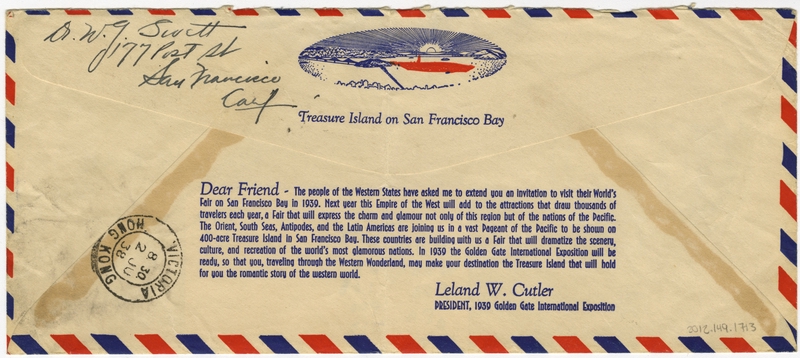 Dr. W. J. Swett
177 Post St
San Francisco
Calif
Treasure Island on San Francisco Bay
Dear Friend - The people of the Western States have asked me to extend you an invitation to visit their World's
Fair on San Francisco Bay in 1939. Next year this Empire of the West will add to the attractions that draw thousands of
travelers each year, a Fair that will express the charm and glamour not only of this region but of the nations of the Pacific.
The Orient, South Seas, Antipodes, and the Latin Americas are joining us in a vast Pageant of the Pacific to be shown on
400-acre Treasure Island in San Francisco Bay. These countries are building with us a Fair that will dramatize the scenery,
culture, and recreation of the world's most glamorous nations. In 1939 the Golden Gate International Exposition will be
ready, so that you, traveling through the Western Wonderland, may make your destination the Treasure Island that will hold
for you the romantic story of the western world.
Leland W. Cutler
PRESIDENT, 1939 Golden Gate International Exposition
VICTORIA
8 30
2 JU
38
HONG KONG
2012.149.1713